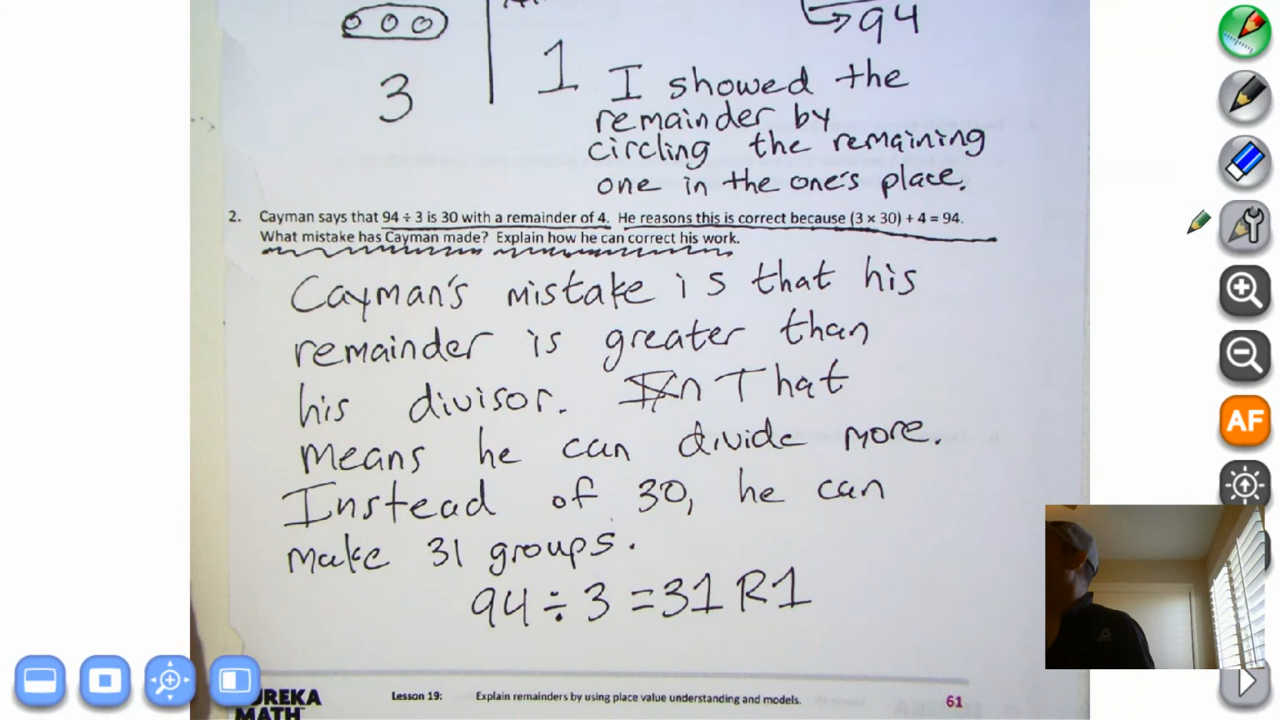 94
3
1
I showed the
remainder by
circling the remaining
one in the one's place.
2. Cayman says that 94 ÷ 3 is 30 with a remainder of 4. He reasons this is correct because (3 × 30) + 4 = 94.
What mistake has Cayman made? Explain how he can correct his work.
Cayman's mistake is that his
remainder is greater than
his divisor. That
means he can divide more.
Instead of 30, he can
make 31 groups.
94 ÷ 3 = 31 R1
AF
EUREKA
MATH™
Lesson 19: Explain remainders by using place value understanding and models.
61